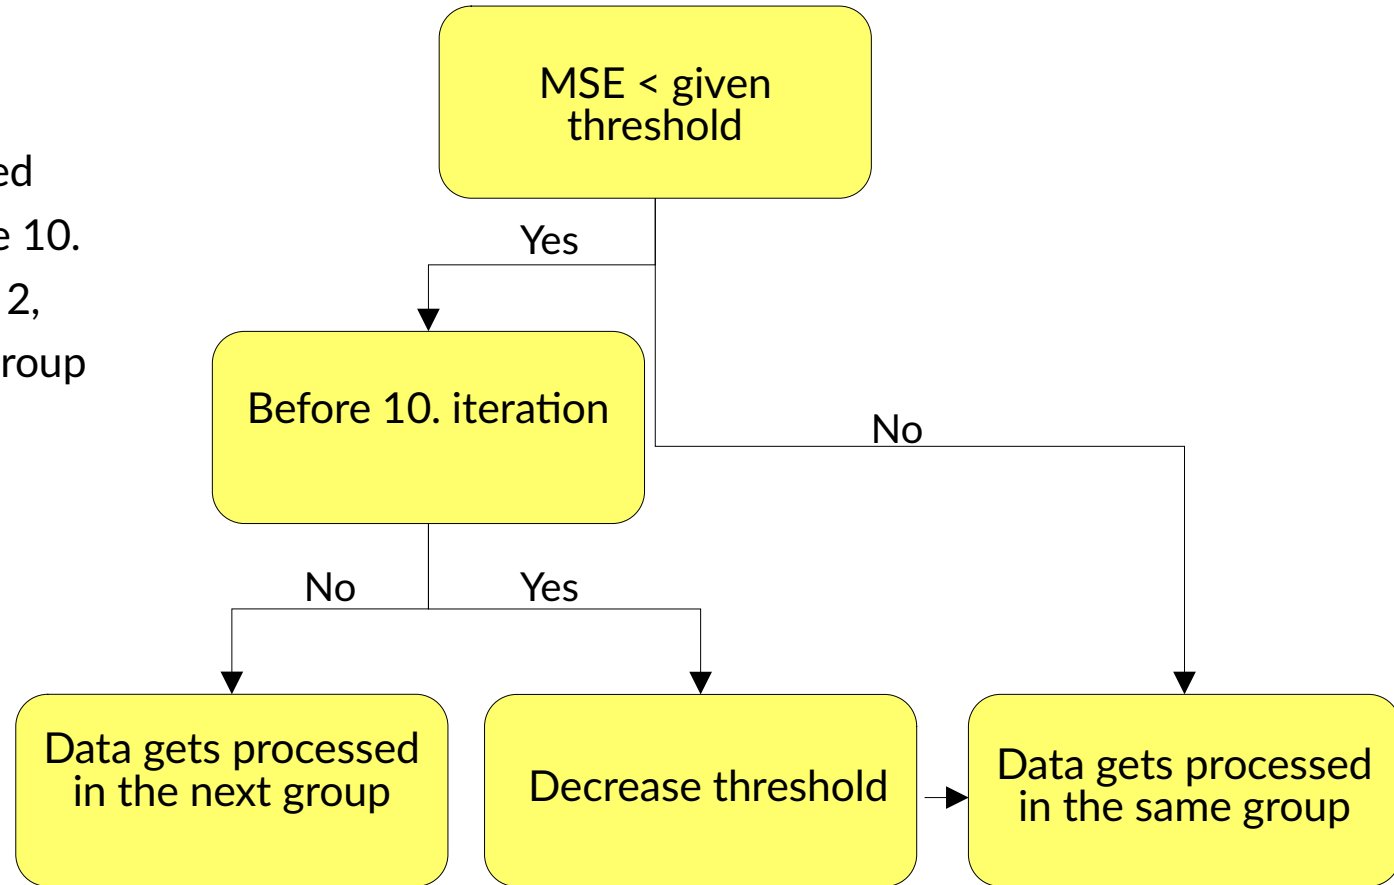 MSE < given
threshold
ed
e 10.
2,
roup
Yes
Before 10. iteration
No
No
Yes
Data gets processed
in the next group
Decrease threshold
Data gets processed
in the same group